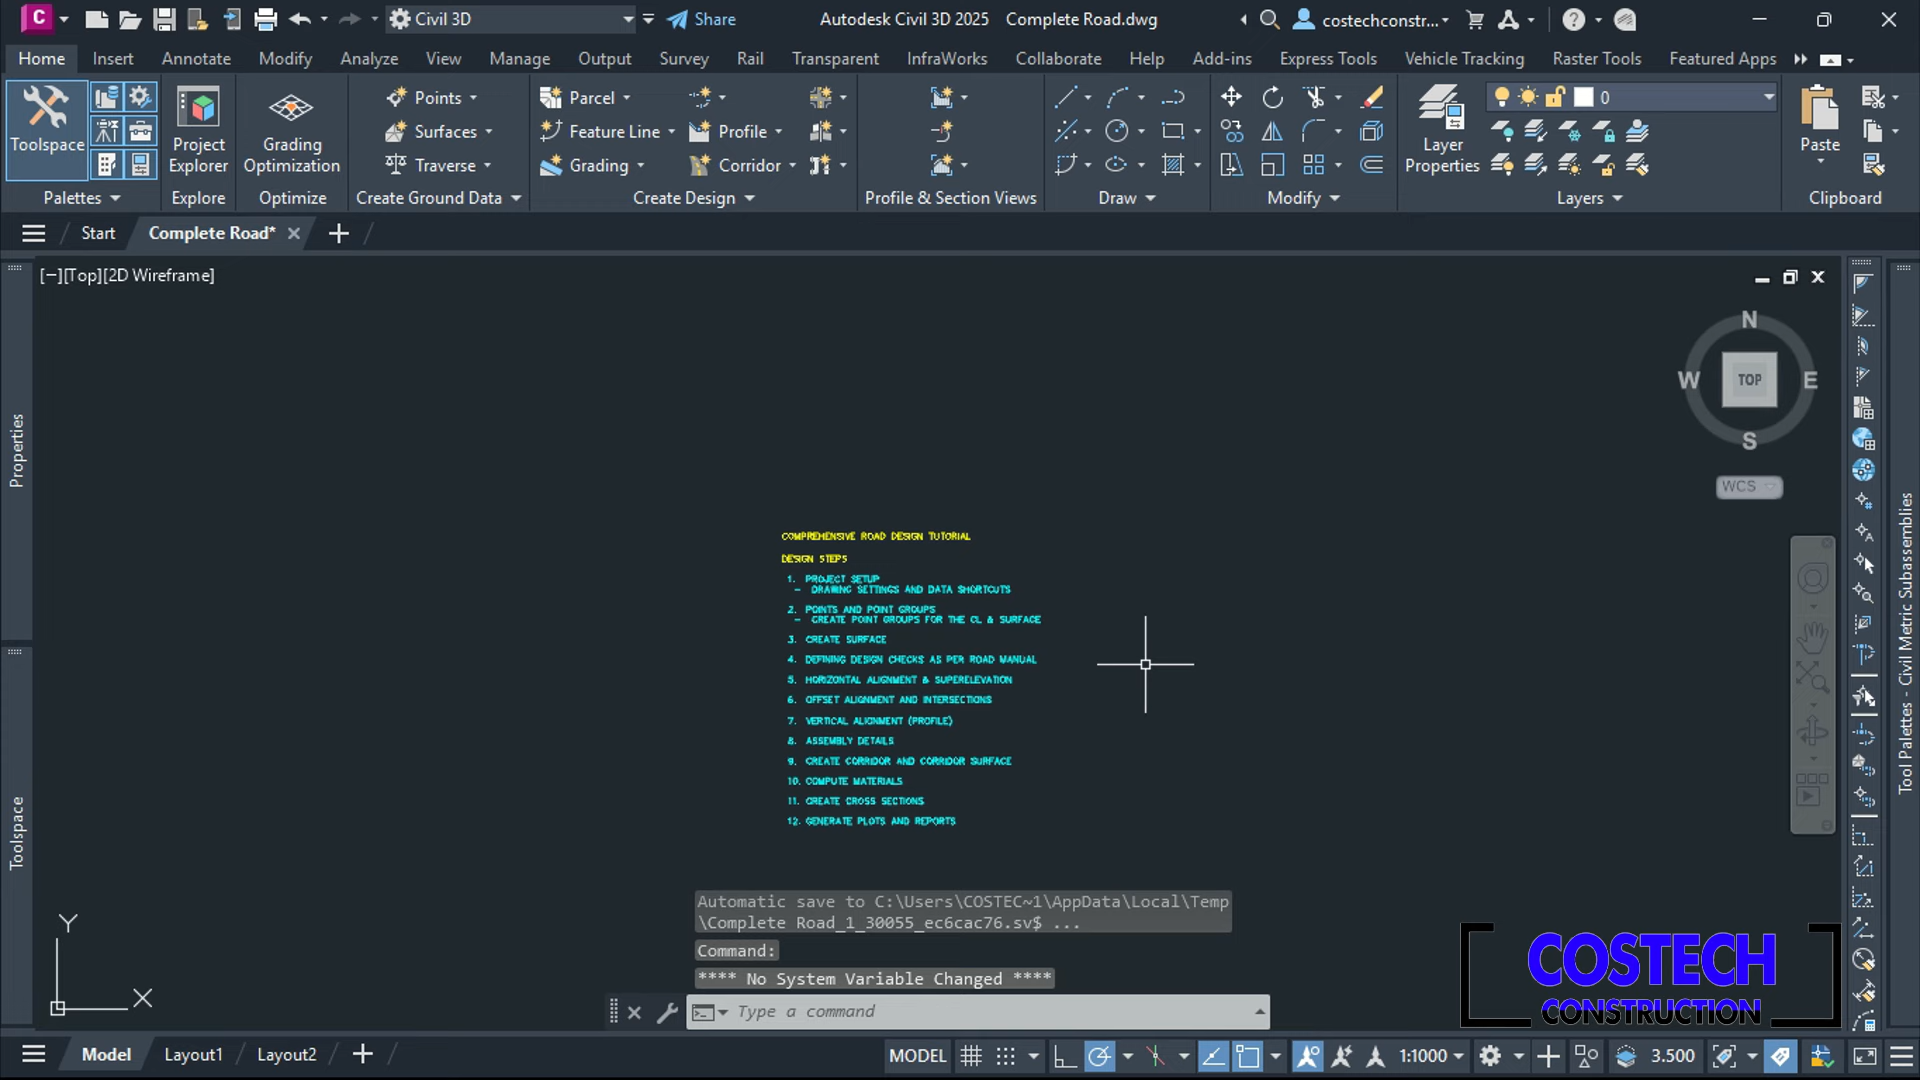 C
Civil 3D
Share
Autodesk Civil 3D 2025 Complete Road.dwg
costechconstr...
Home Insert Annotate Modify Analyze View Manage Output Survey Rail Transparent InfraWorks Collaborate Help Add-ins Express Tools Vehicle Tracking Raster Tools Featured Apps
Toolspace
Project Explorer
Grading Optimization
Points
Surfaces
Traverse
Parcel
Feature Line
Grading
Profile
Corridor
Layer Properties
0
Paste
Palettes Explore Optimize Create Ground Data Create Design Profile & Section Views Draw Modify Layers Clipboard
Start Complete Road*
[−][Top][2D Wireframe]
N
W TOP E
S
WCS
Properties
Toolspace
Tool Palettes - Civil Metric Subassemblies
COMPREHENSIVE ROAD DESIGN TUTORIAL
DESIGN STEPS
1. PROJECT SETUP
- DRAWING SETTINGS AND DATA SHORTCUTS
2. POINTS AND POINT GROUPS
- CREATE POINT GROUPS FOR THE CL & SURFACE
3. CREATE SURFACE
4. DEFINING DESIGN CHECKS AS PER ROAD MANUAL
5. HORIZONTAL ALIGNMENT & SUPERELEVATION
6. OFFSET ALIGNMENT AND INTERSECTIONS
7. VERTICAL ALIGNMENT (PROFILE)
8. ASSEMBLY DETAILS
9. CREATE CORRIDOR AND CORRIDOR SURFACE
10. COMPUTE MATERIALS
11. CREATE CROSS SECTIONS
12. GENERATE PLOTS AND REPORTS
Automatic save to C:\Users\COSTEC~1\AppData\Local\Temp
\Complete Road_1_30055_ec6cac76.sv$ ...
Command:
**** No System Variable Changed ****
Type a command
Y
X
COSTECH
CONSTRUCTION
Model Layout1 Layout2
MODEL 1:1000 3.500